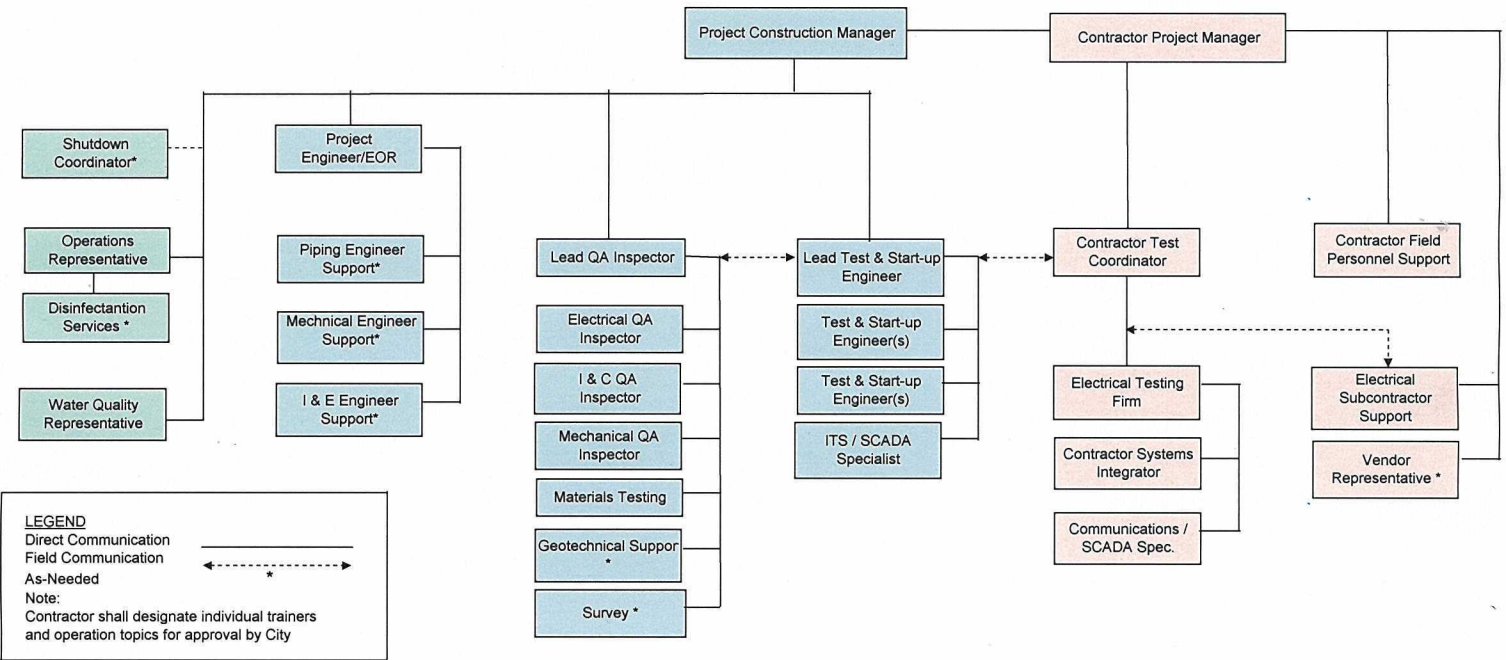 Project Construction Manager
Contractor Project Manager
Shutdown
Coordinator*
Project
Engineer/EOR
Operations
Representative
Piping Engineer
Support*
Lead QA Inspector
Lead Test & Start-up
Engineer
Contractor Test
Coordinator
Contractor Field
Personnel Support
Disinfectantion
Services *
Mechnical Engineer
Support*
Electrical QA
Inspector
Test & Start-up
Engineer(s)
I & C QA
Inspector
Test & Start-up
Engineer(s)
Electrical Testing
Firm
Electrical
Subcontractor
Support
Water Quality
Representative
I & E Engineer
Support*
Mechanical QA
Inspector
ITS / SCADA
Specialist
Contractor Systems
Integrator
Vendor
Representative *
Materials Testing
Communications /
SCADA Spec.
Geotechnical Suppor
*
Survey *
LEGEND
Direct Communication
Field Communication
As-Needed *
Note:
Contractor shall designate individual trainers
and operation topics for approval by City